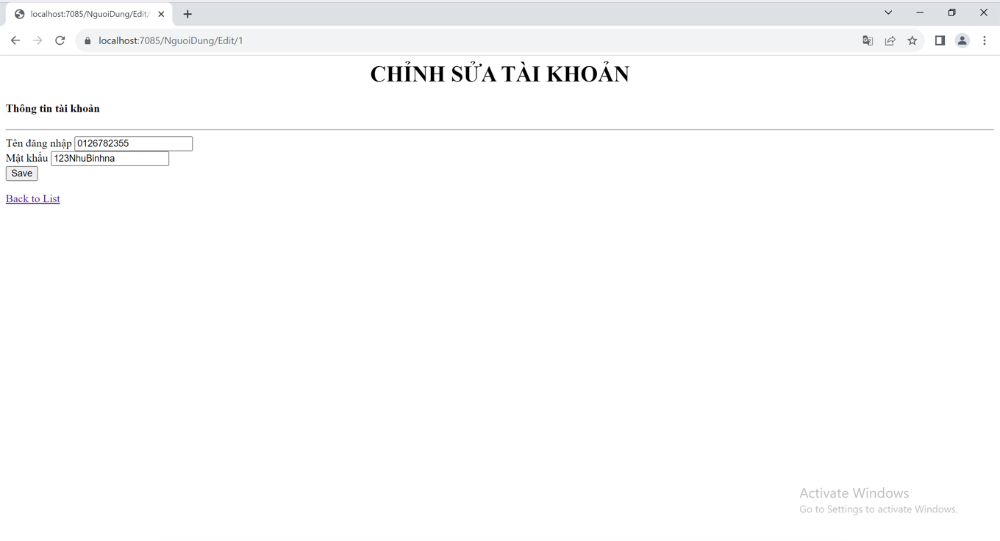 localhost:7085/NguoiDung/Edit/
localhost:7085/NguoiDung/Edit/1
CHỈNH SỬA TÀI KHOẢN
Thông tin tài khoản
Tên đăng nhập 0126782355
Mật khẩu 123NhuBinhna
Save
Back to List
Activate Windows
Go to Settings to activate Windows.